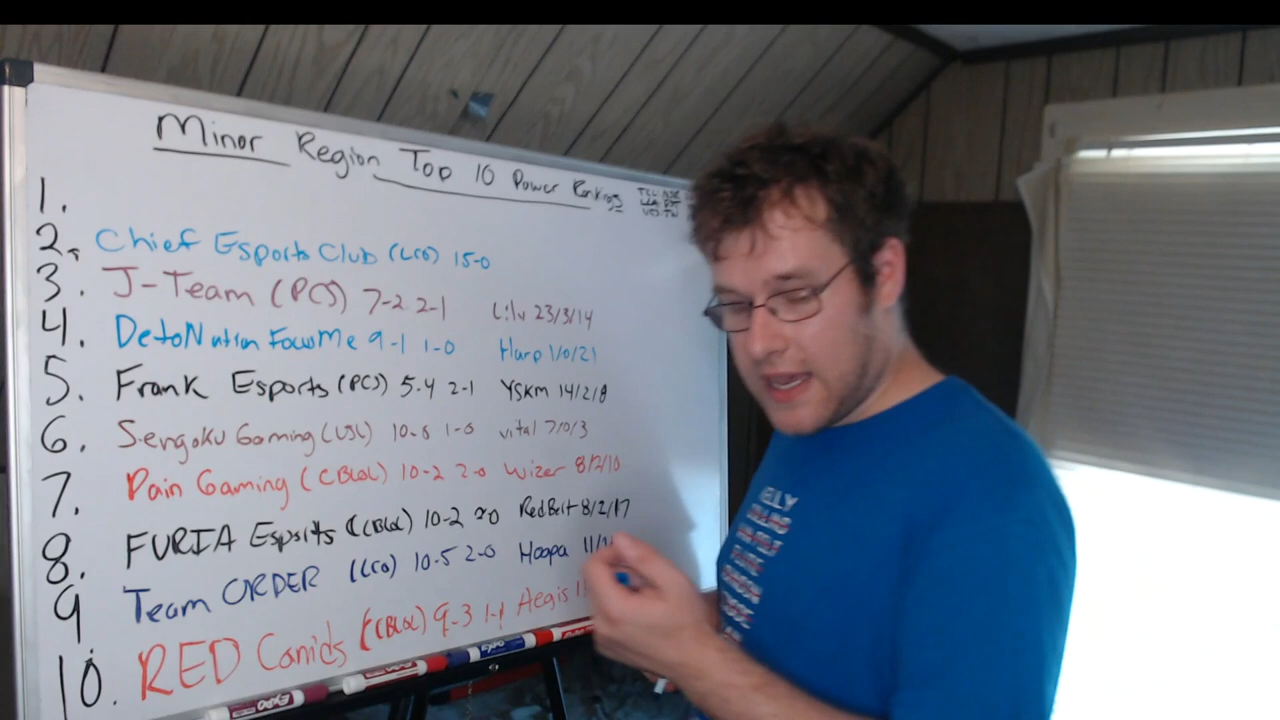 Minor Region Top 10 Power Rankings
1.
2. Chief Esports Club (LCO) 15-0
3. J-Team (PCS) 7-2 2-1 Lilv 23/3/14
4. DetoNation FocusMe 9-1 1-0 Harp 1/0/21
5. Frank Esports (PCS) 5-4 2-1 YSKM 14/2/8
6. Sengoku Gaming (LJL) 1-0 vital 7/0/3
7. Pain Gaming (CBLOL) 10-2 2-0 Wizer 8/2/10
8. FURIA Esports (CBLOL) 10-2 RedBert 8/2/17
9 Team ORDER (LCO) 10-5 2-0 Hoopa 11/
10. RED Canids (CBLOL) 9-3 1-1 Aegis
EXPO